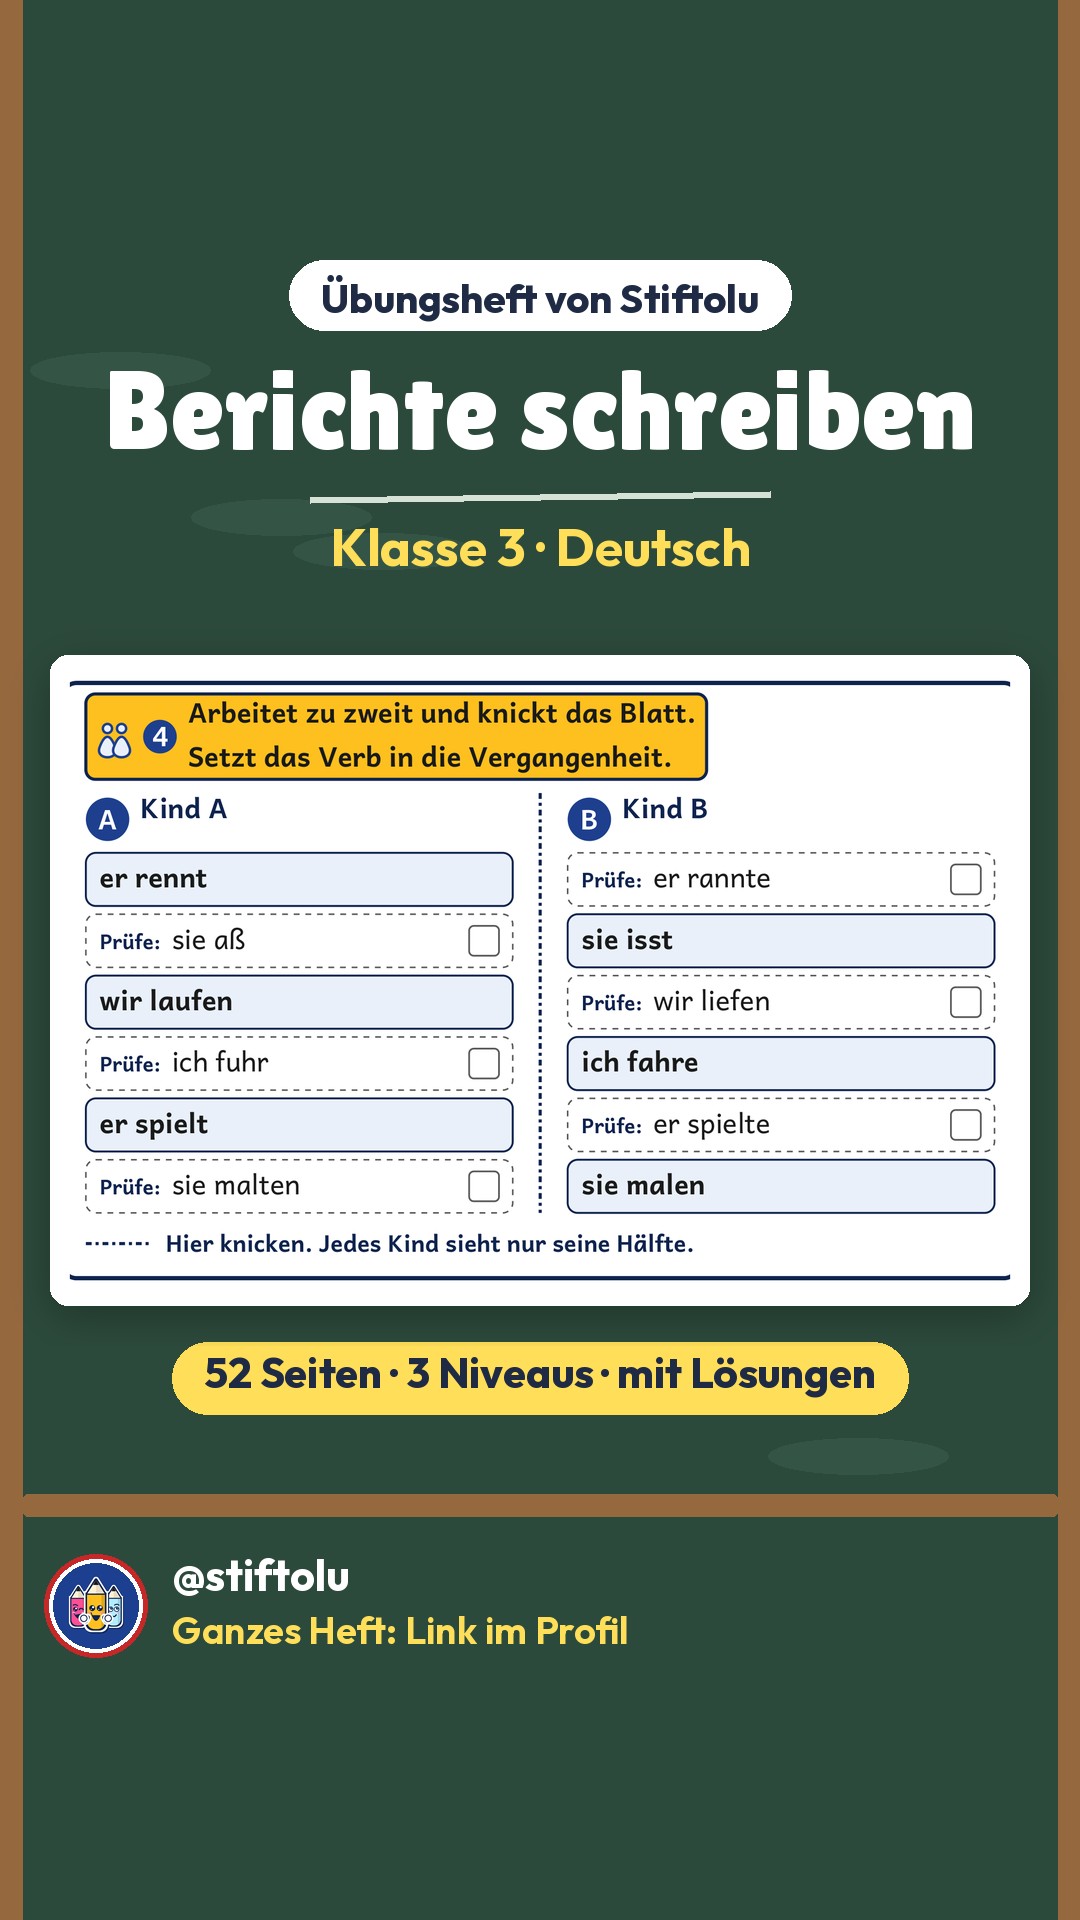 Übungsheft von Stiftolu
Berichte schreiben
Klasse 3 · Deutsch
4 Arbeitet zu zweit und knickt das Blatt.
Setzt das Verb in die Vergangenheit.
A Kind A
er rennt
Prüfe: sie aß
wir laufen
Prüfe: ich fuhr
er spielt
Prüfe: sie malten
B Kind B
Prüfe: er rannte
sie isst
Prüfe: wir liefen
ich fahre
Prüfe: er spielte
sie malen
Hier knicken. Jedes Kind sieht nur seine Hälfte.
52 Seiten · 3 Niveaus · mit Lösungen
@stiftolu
Ganzes Heft: Link im Profil